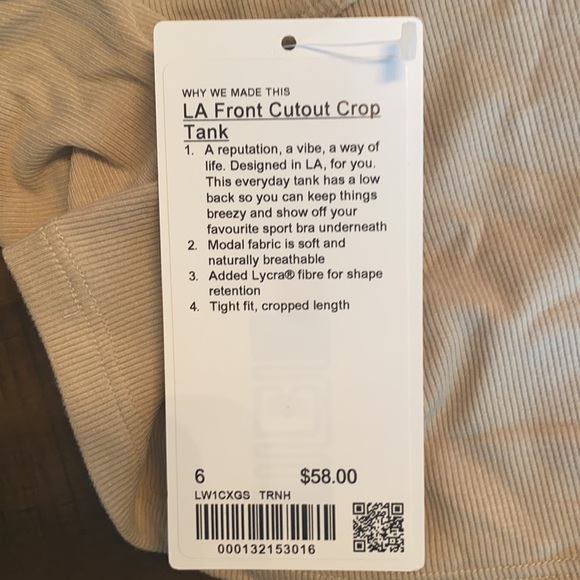 WHY WE MADE THIS
LA Front Cutout Crop
Tank
1. A reputation, a vibe, a way of
life. Designed in LA, for you.
This everyday tank has a low
back so you can keep things
breezy and show off your
favourite sport bra underneath
2. Modal fabric is soft and
naturally breathable
3. Added Lycra® fibre for shape
retention
4. Tight fit, cropped length
6 $58.00
LW1CXGS TRNH
000132153016